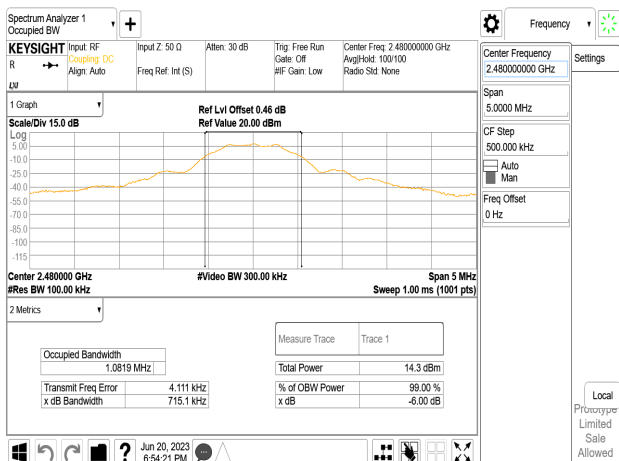 Spectrum Analyzer 1
Occupied BW
Frequency
KEYSIGHT
R
LXI
Input: RF
Coupling: DC
Align: Auto
Input Z: 50 Ω
Freq Ref: Int (S)
Atten: 30 dB
Trig: Free Run
Gate: Off
#IF Gain: Low
Center Freq: 2.480000000 GHz
Avg|Hold: 100/100
Radio Std: None
1 Graph
Scale/Div 15.0 dB
Ref Lvl Offset 0.46 dB
Ref Value 20.00 dBm
Log
5.00
-10.0
-25.0
-40.0
-55.0
-70.0
-85.0
-100
-115
Center 2.480000 GHz
#Res BW 100.00 kHz
#Video BW 300.00 kHz
Span 5 MHz
Sweep 1.00 ms (1001 pts)
2 Metrics
Occupied Bandwidth
1.0819 MHz
Transmit Freq Error 4.111 kHz
x dB Bandwidth 715.1 kHz
Measure Trace Trace 1
Total Power 14.3 dBm
% of OBW Power 99.00 %
x dB -6.00 dB
Jun 20, 2023
6:54:21 PM
Center Frequency
2.480000000 GHz
Span
5.0000 MHz
CF Step
500.000 kHz
Auto
Man
Freq Offset
0 Hz
Settings
Local
Prototype
Limited
Sale
Allowed